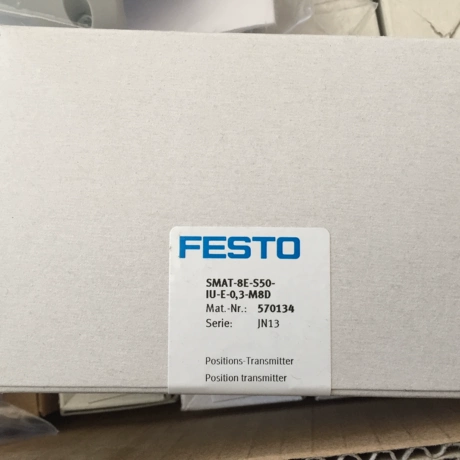 FESTO
SMAT-8E-S50-
IU-E-0,3-M8D
Mat.-Nr.: 570134
Serie: JN13
Positions-Transmitter
Position transmitter